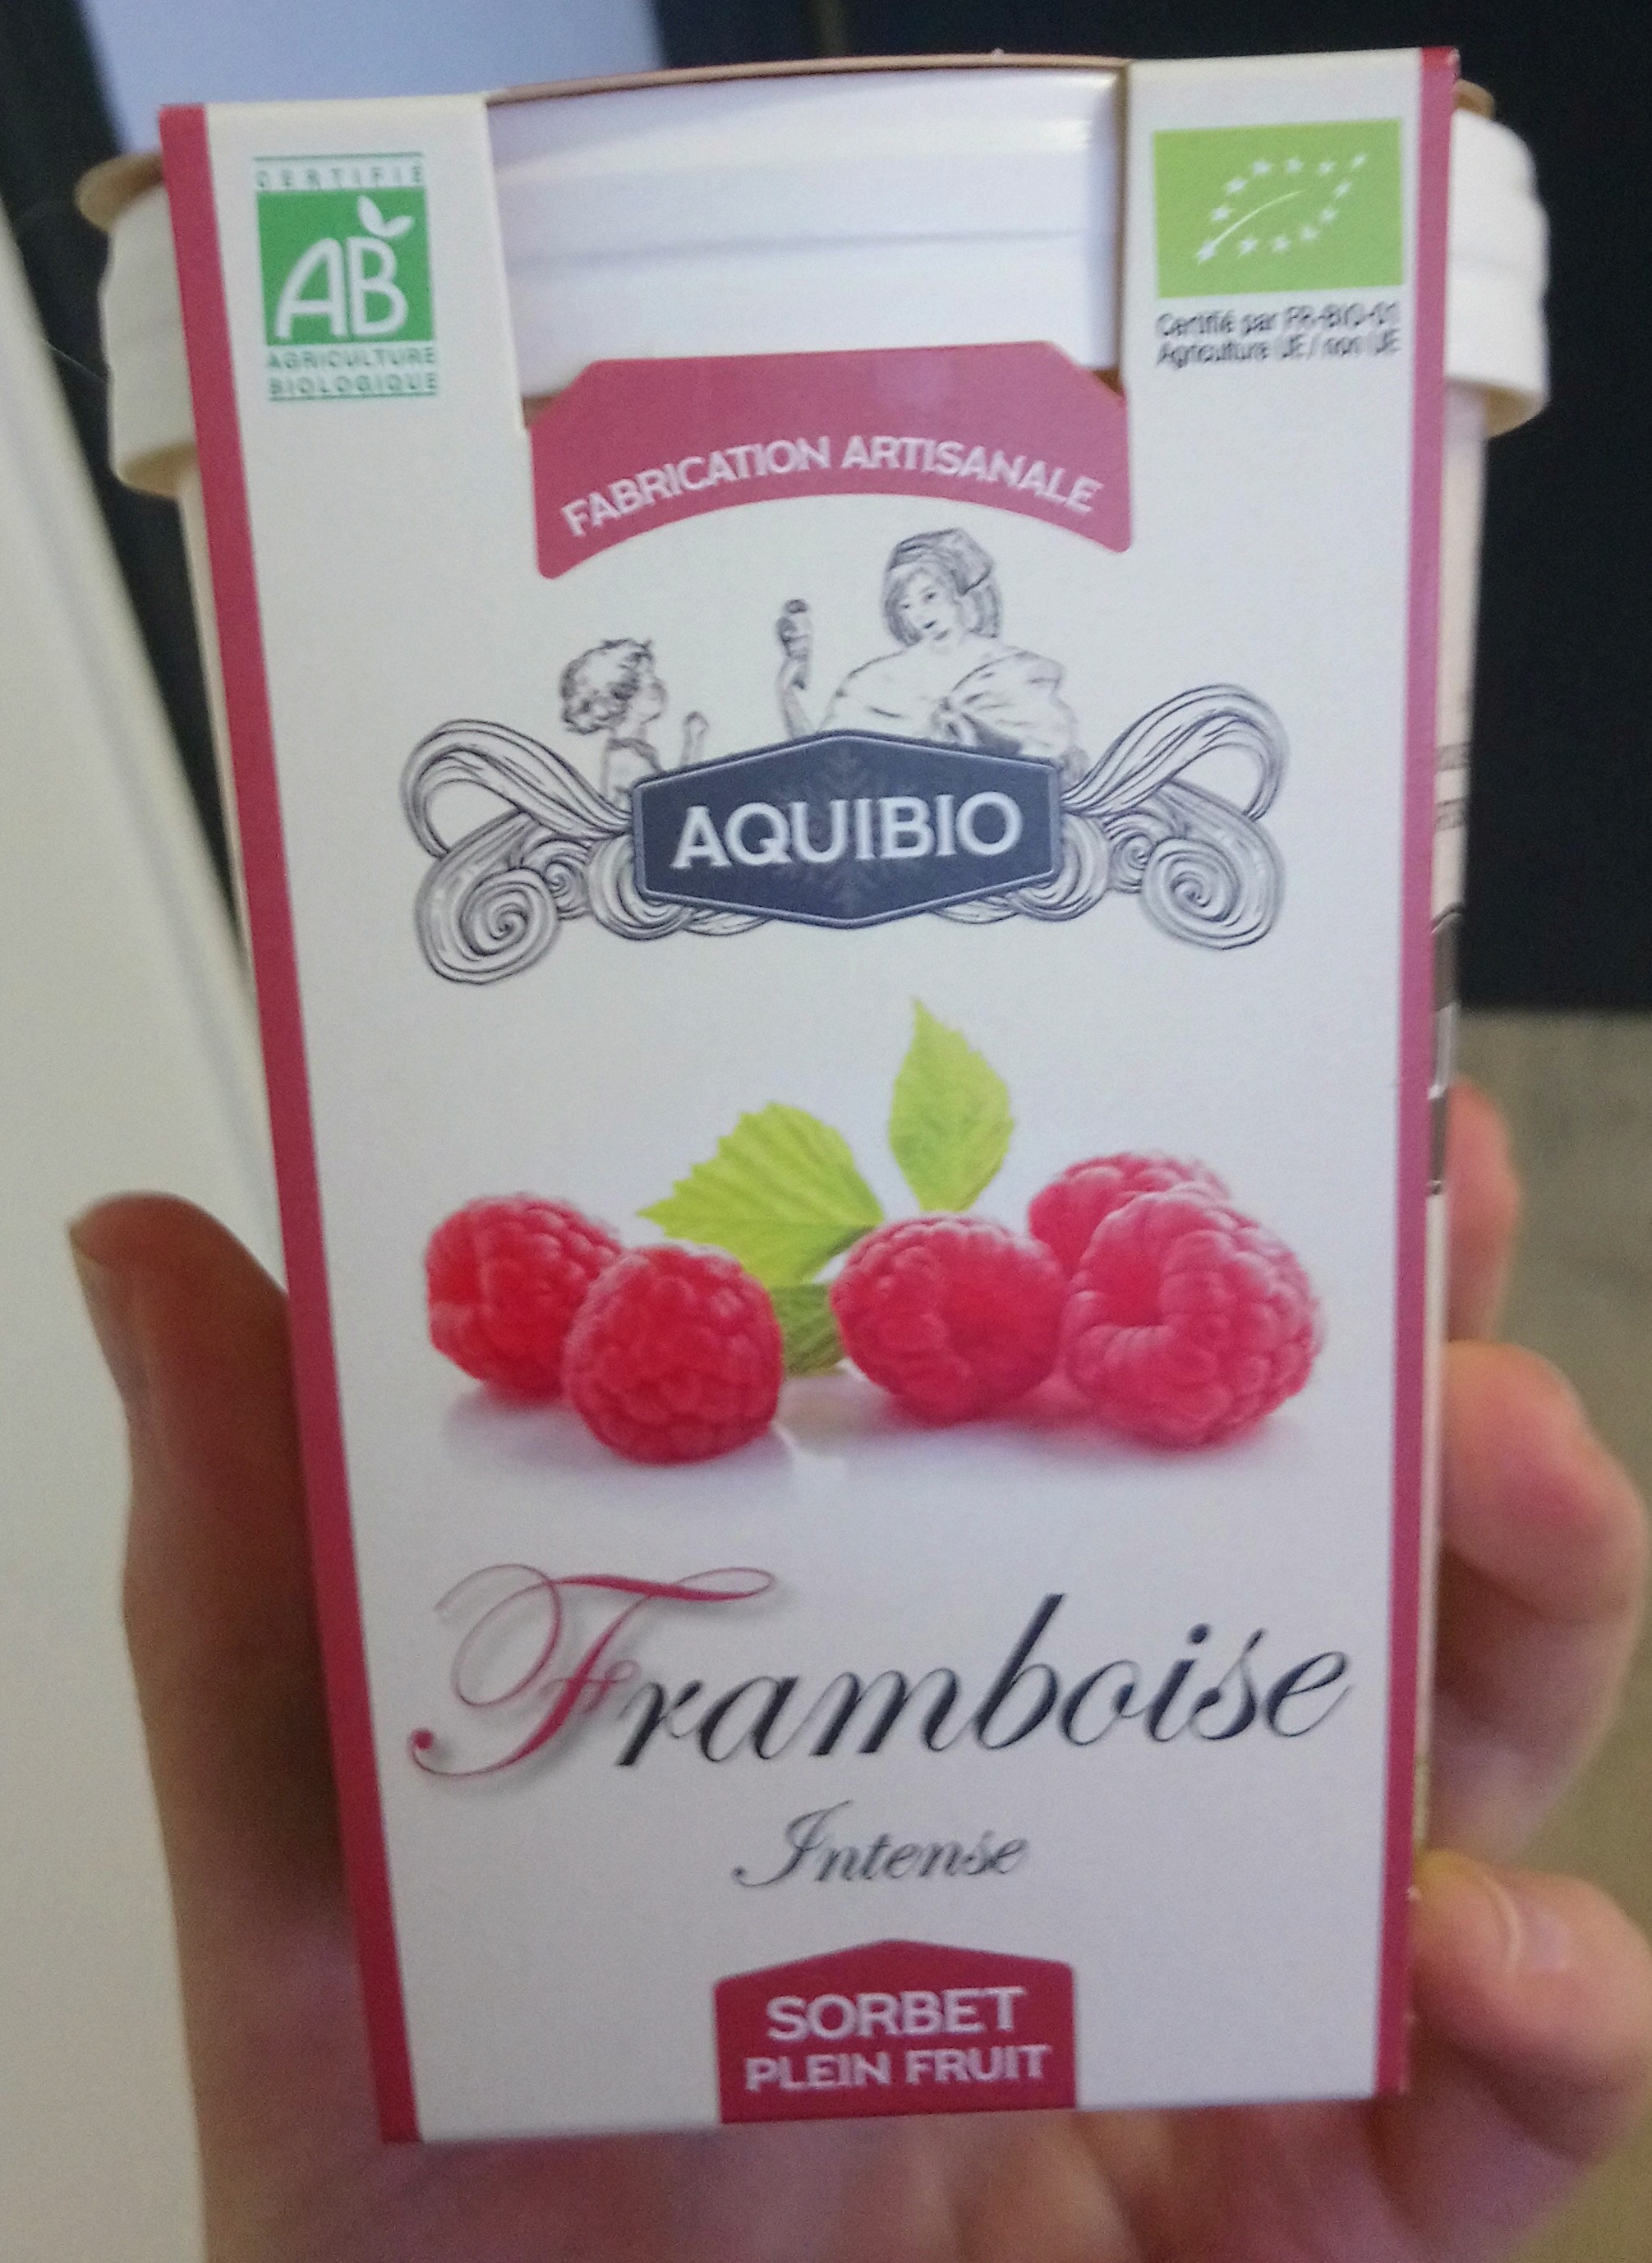 CERTIFIÉ
AB
AGRICULTURE
BIOLOGIQUE
Certifié par FR-BIO-01
Agriculture UE / non UE
FABRICATION ARTISANALE
AQUIBIO
Framboise
Intense
SORBET
PLEIN FRUIT